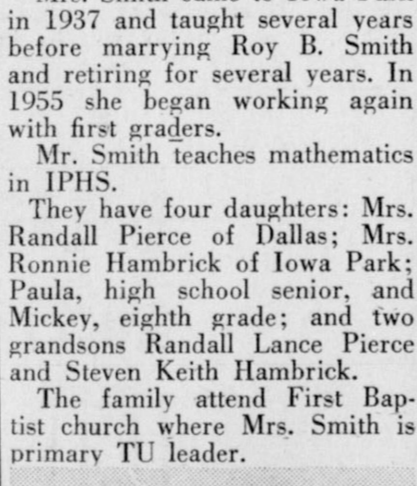 in 1937 and taught several years
before marrying Roy B. Smith
and retiring for several years. In
1955 she began working again
with first graders.
Mr. Smith teaches mathematics
in IPHS.
They have four daughters: Mrs.
Randall Pierce of Dallas; Mrs.
Ronnie Hambrick of Iowa Park;
Paula, high school senior, and
Mickey, eighth grade; and two
grandsons Randall Lance Pierce
and Steven Keith Hambrick.
The family attend First Bap-
tist church where Mrs. Smith is
primary TU leader.